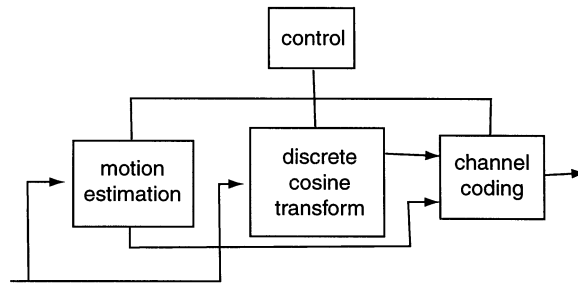 control
motion
estimation
discrete
cosine
transform
channel
coding